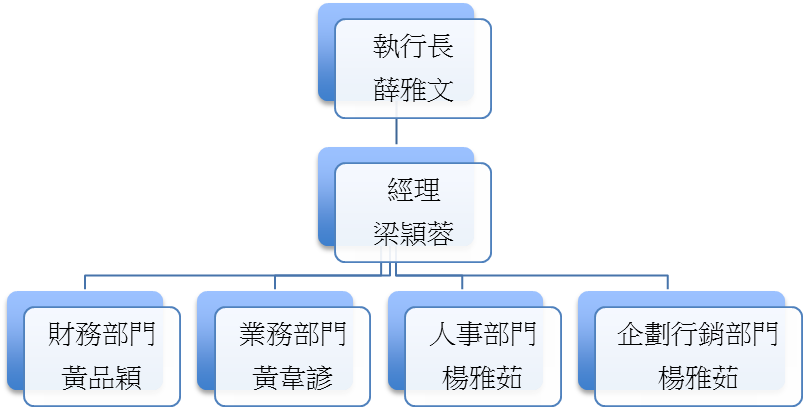 執行長
薛雅文
經理
梁潁蓉
財務部門
黃品穎
業務部門
黃韋諺
人事部門
楊雅茹
企劃行銷部門
楊雅茹